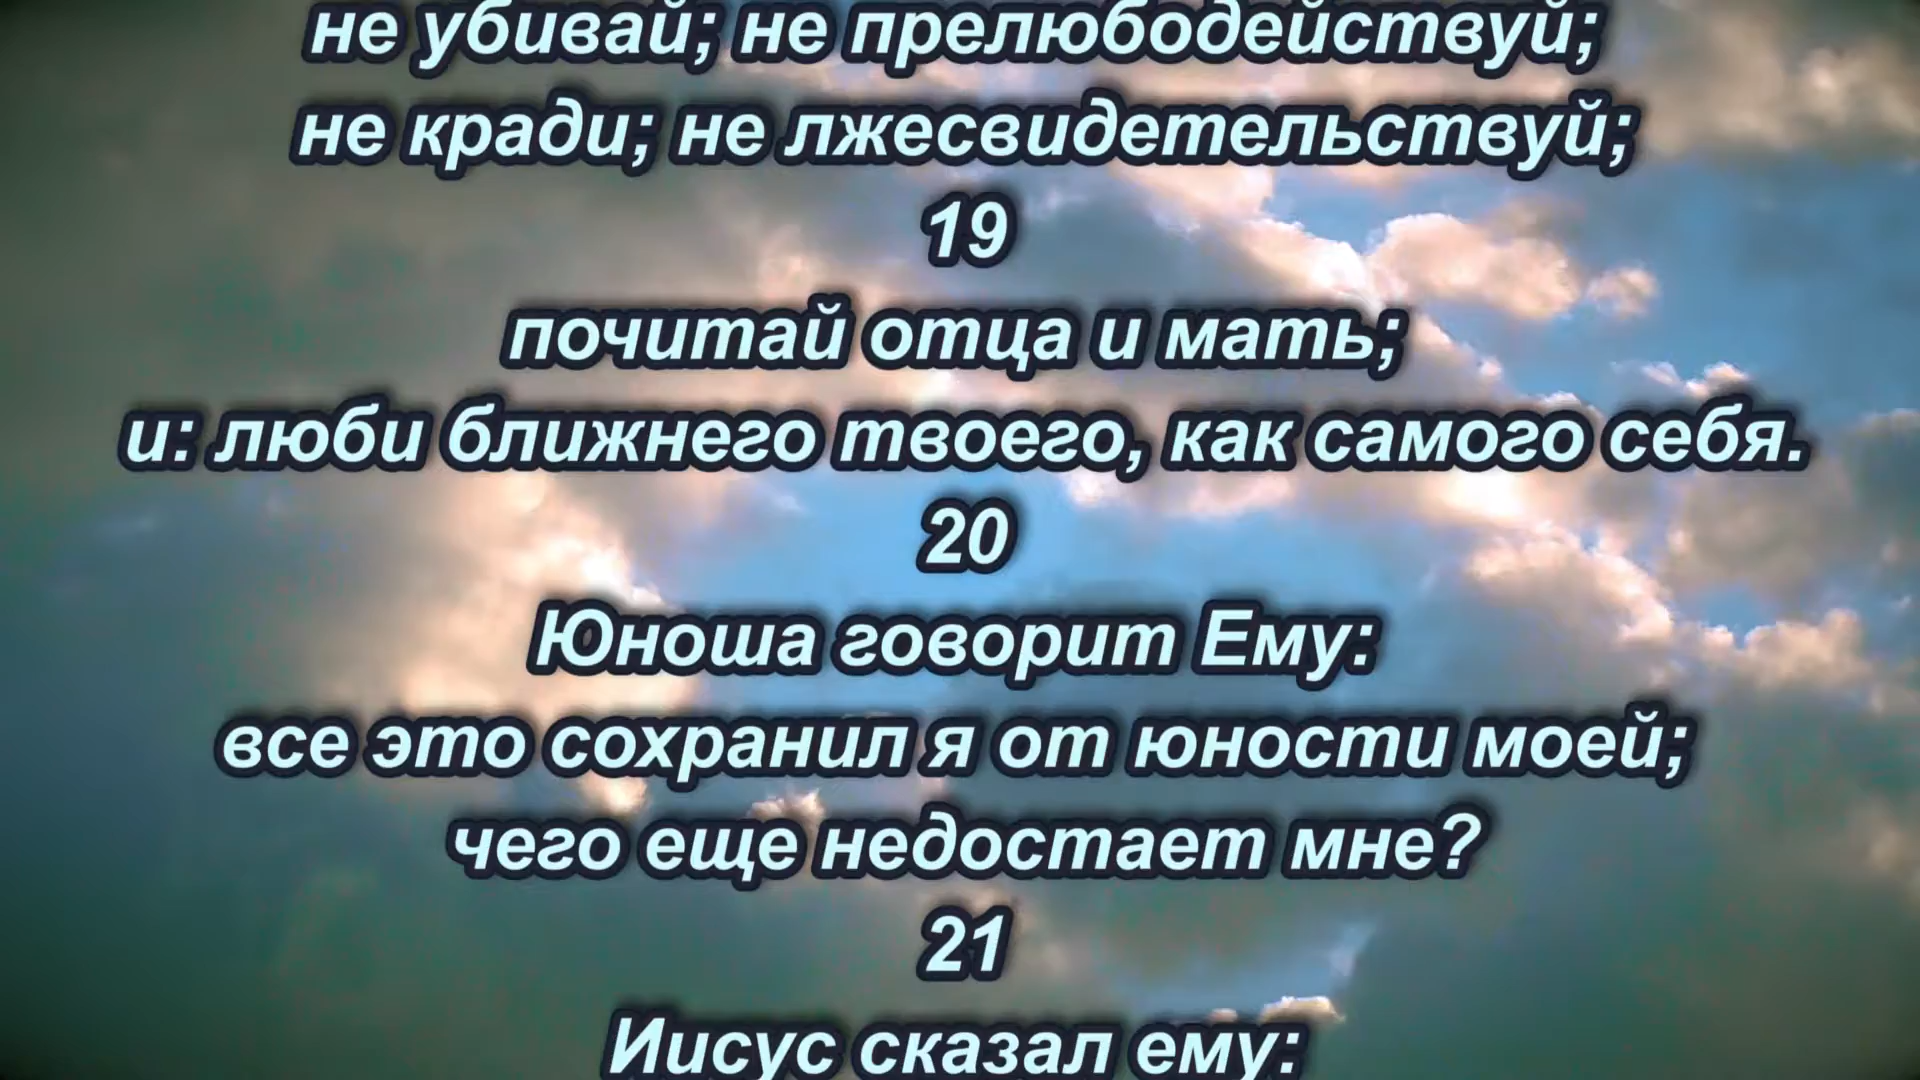 не убивай; не прелюбодействуй;
не кради; не лжесвидетельствуй;
19
почитай отца и мать;
и: люби ближнего твоего, как самого себя.
20
Юноша говорит Ему:
все это сохранил я от юности моей;
чего еще недостает мне?
21
Иисус сказал ему: